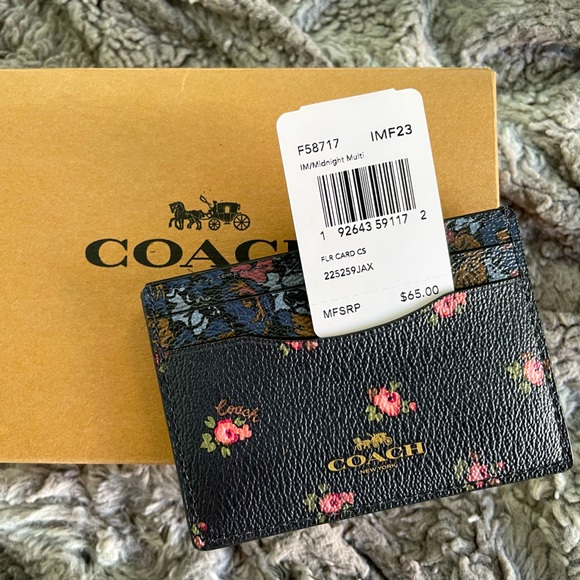 F58717 IMF23
IM/Midnight Multi
1 92643 59117 2
FLR CARD CS
225259JAX
MFSRP $65.00
COACH
Coach
COACH
NEW YORK